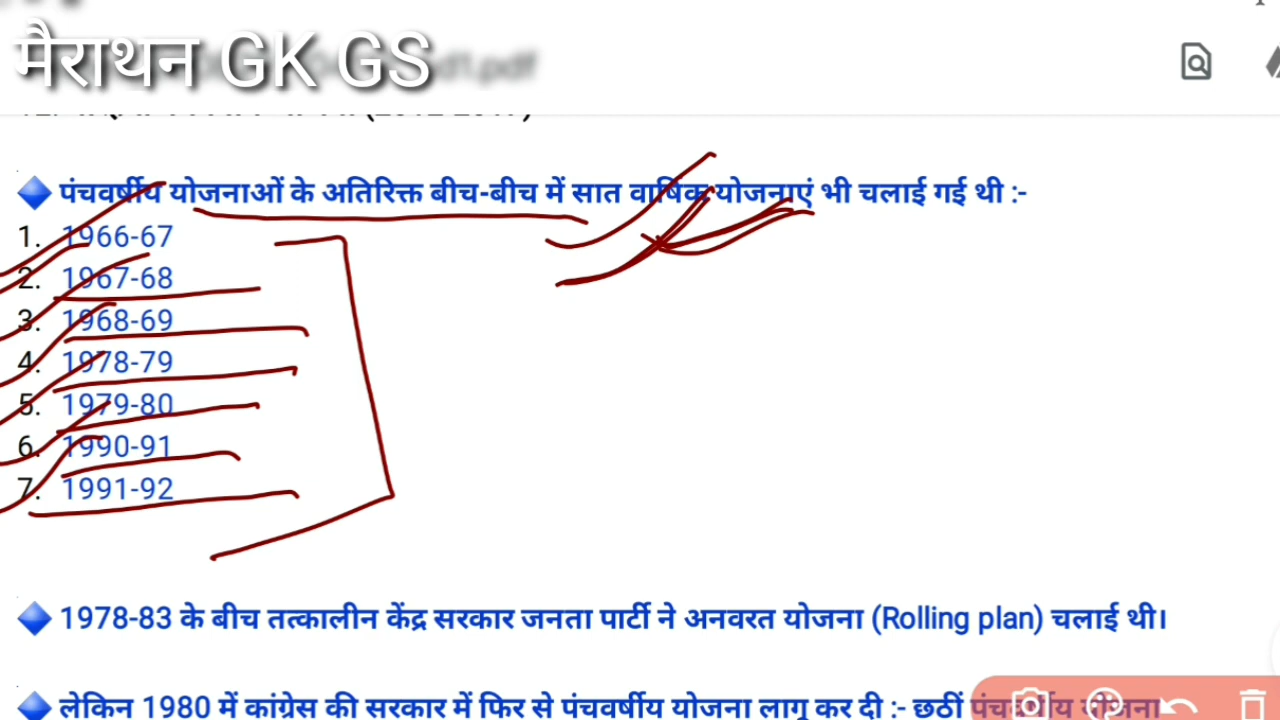 मैराथन GK GS
पंचवर्षीय योजनाओं के अतिरिक्त बीच-बीच में सात वार्षिक योजनाएं भी चलाई गई थी :-
1. 1966-67
2. 1967-68
3. 1968-69
4. 1978-79
5. 1979-80
6. 1990-91
7. 1991-92
1978-83 के बीच तत्कालीन केंद्र सरकार जनता पार्टी ने अनवरत योजना (Rolling plan) चलाई थी।
लेकिन 1980 में कांग्रेस की सरकार में फिर से पंचवर्षीय योजना लागू कर दी :- छठीं पंचवर्षीय योजना